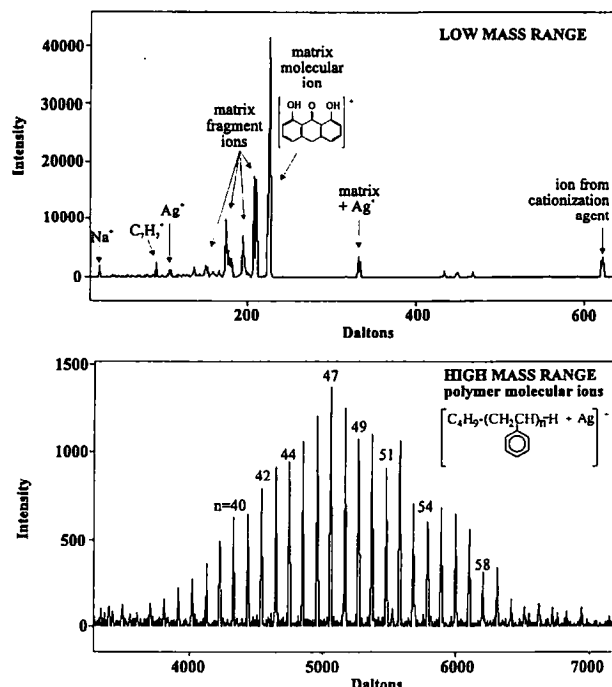 LOW MASS RANGE
50000
40000
30000
20000
10000
0
Intensity
matrix
molecular
ion
OH O OH
+
matrix
fragment
ions
Na+
C7H7+
Ag+
matrix
+ Ag+
ion from
cationization
agent
200 400 600
Daltons
HIGH MASS RANGE
polymer molecular ions
1500
1000
500
0
Intensity
C4H9-(CH2CH)n-H + Ag
n=40
42
44
47
49
51
54
58
4000 5000 6000 7000
Daltons